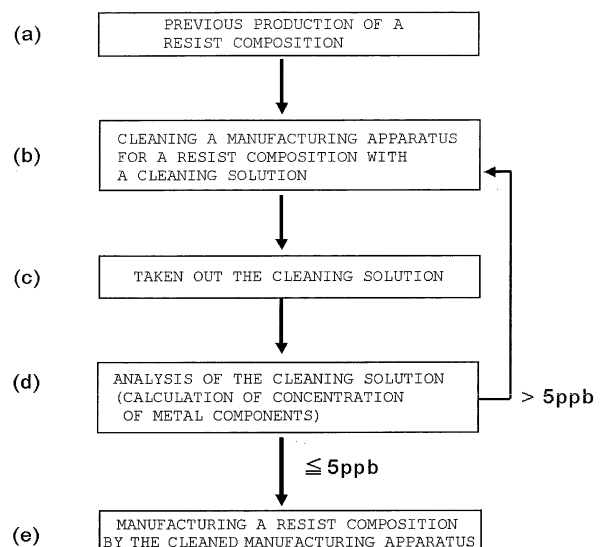 (a)
PREVIOUS PRODUCTION OF A
RESIST COMPOSITION
(b)
CLEANING A MANUFACTURING APPARATUS
FOR A RESIST COMPOSITION WITH
A CLEANING SOLUTION
(c)
TAKEN OUT THE CLEANING SOLUTION
(d)
ANALYSIS OF THE CLEANING SOLUTION
(CALCULATION OF CONCENTRATION
OF METAL COMPONENTS)
> 5ppb
≦ 5ppb
(e)
MANUFACTURING A RESIST COMPOSITION
BY THE CLEANED MANUFACTURING APPARATUS